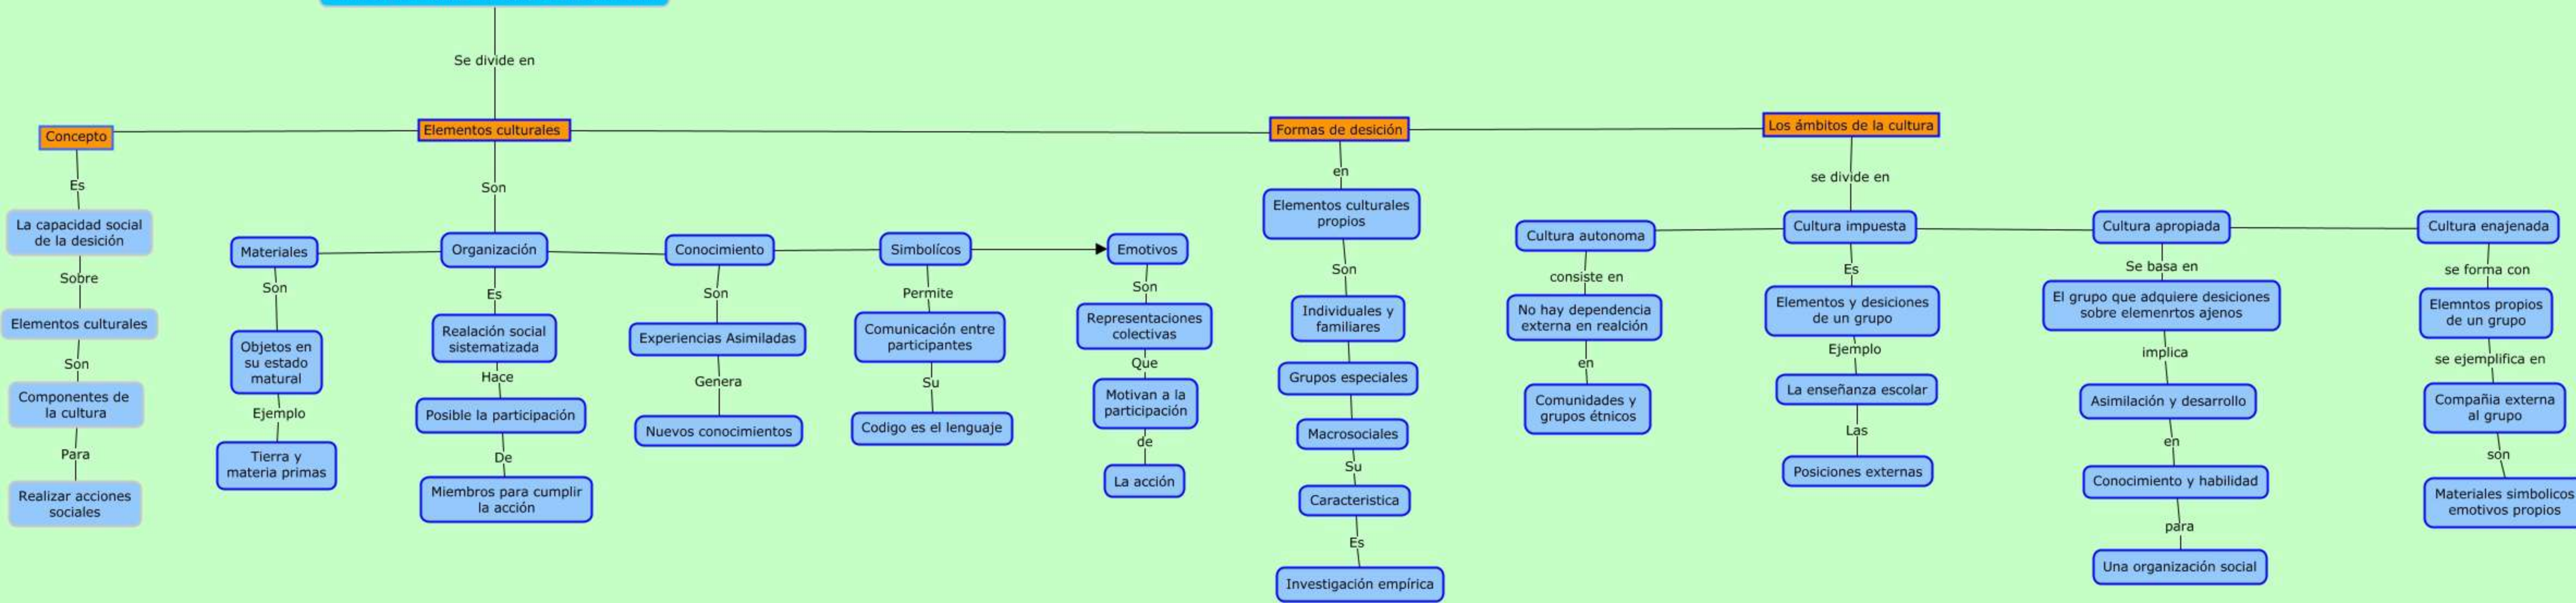 Se divide en
Concepto
Es
La capacidad social
de la desición
Sobre
Elementos culturales
Son
Componentes de
la cultura
Para
Realizar acciones
sociales
Elementos culturales
Son
Materiales
Son
Objetos en
su estado
matural
Ejemplo
Tierra y
materia primas
Organización
Es
Realación social
sistematizada
Hace
Posible la participación
De
Miembros para cumplir
la acción
Conocimiento
Son
Experiencias Asimiladas
Genera
Nuevos conocimientos
Simbolícos
Permite
Comunicación entre
participantes
Su
Codigo es el lenguaje
Emotivos
Son
Representaciones
colectivas
Que
Motivan a la
participación
de
La acción
Formas de desición
en
Elementos culturales
propios
Son
Individuales y
familiares
Grupos especiales
Macrosociales
Su
Caracteristica
Es
Investigación empírica
Los ámbitos de la cultura
se divide en
Cultura autonoma
consiste en
No hay dependencia
externa en realción
en
Comunidades y
grupos étnicos
Cultura impuesta
Es
Elementos y desiciones
de un grupo
Ejemplo
La enseñanza escolar
Las
Posiciones externas
Cultura apropiada
Se basa en
El grupo que adquiere desiciones
sobre elemenrtos ajenos
implica
Asimilación y desarrollo
en
Conocimiento y habilidad
para
Una organización social
Cultura enajenada
se forma con
Elemntos propios
de un grupo
se ejemplifica en
Compañia externa
al grupo
son
Materiales simbolicos
emotivos propios